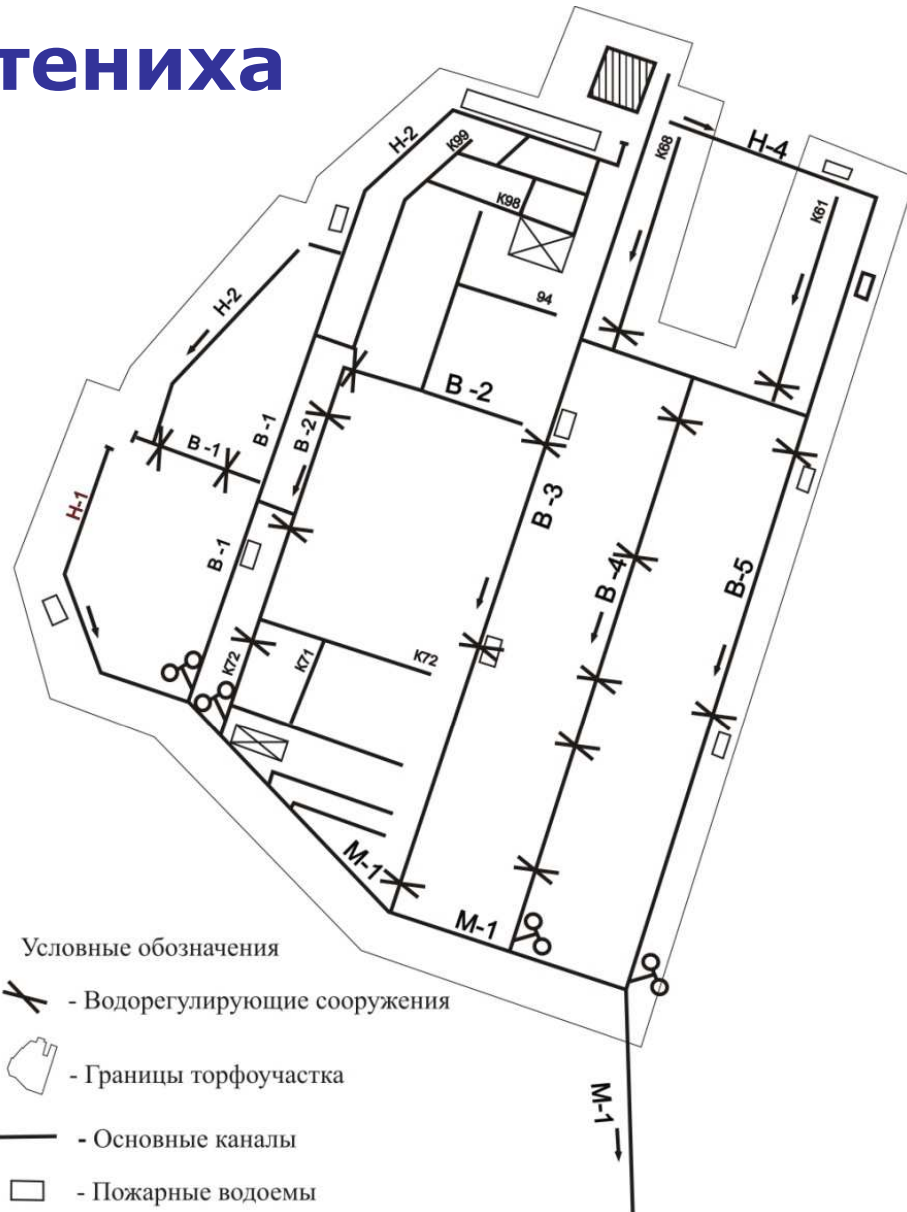 тениха
Н-2
К99
К98
К68
Н-4
К61
Н-2
94
В -2
В -1
В -1
В -2
Н-1
В -1
В -3
В -4
В-5
К72
К71
К72
М-1
М-1
М-1
Условные обозначения
- Водорегулирующие сооружения
- Границы торфоучастка
- Основные каналы
- Пожарные водоемы